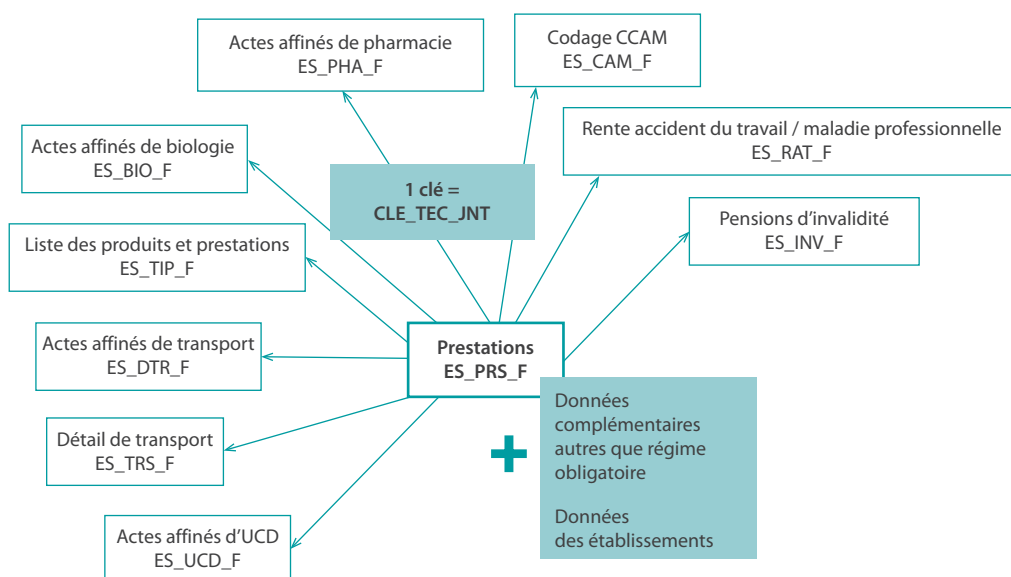 Actes affinés de pharmacie
ES_PHA_F
Codage CCAM
ES_CAM_F
Rente accident du travail / maladie professionnelle
ES_RAT_F
Actes affinés de biologie
ES_BIO_F
1 clé =
CLE_TEC_JNT
Pensions d’invalidité
ES_INV_F
Liste des produits et prestations
ES_TIP_F
Actes affinés de transport
ES_DTR_F
Prestations
ES_PRS_F
Données
complémentaires
autres que régime
obligatoire
Données
des établissements
Détail de transport
ES_TRS_F
Actes affinés d’UCD
ES_UCD_F